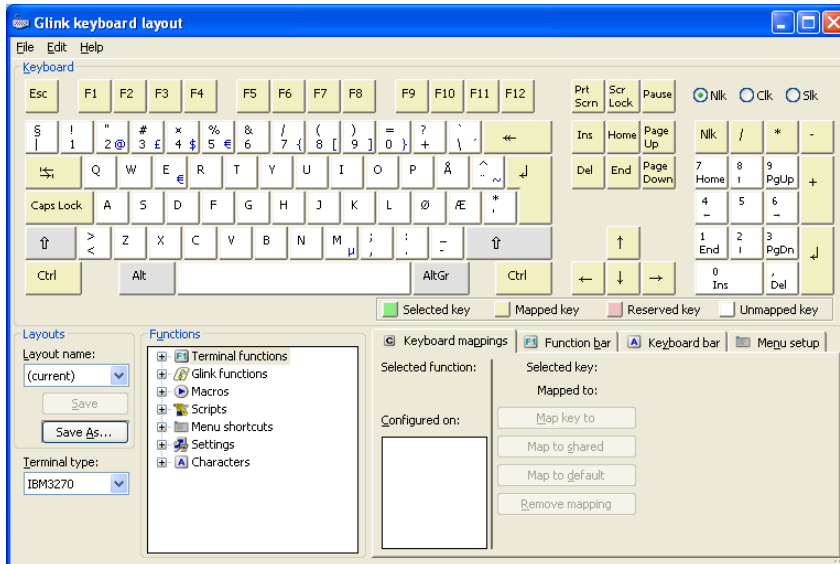 Glink keyboard layout
File Edit Help
Keyboard
Esc F1 F2 F3 F4 F5 F6 F7 F8 F9 F10 F11 F12 Prt Scrn Scr Lock Pause Nlk Clk Slk
§ | ! 1 " 2 @ # 3 £ ¤ 4 $ % 5 € & 6 / 7 { ( 8 [ ) 9 ] = 0 } ? + ` \ ´ Ins Home Page Up Nlk / * -
Q W E € R T Y U I O P Å ^ ¨ ~ Del End Page Down 7 Home 8 ↑ 9 PgUp +
Caps Lock A S D F G H J K L Ø Æ * ' 4 ← 5 6 →
⇧ > < Z X C V B N M µ ; , : . _ - ⇧ ↑ 1 End 2 ↓ 3 PgDn
Ctrl Alt AltGr Ctrl ← ↓ → 0 Ins , Del
Selected key Mapped key Reserved key Unmapped key
Layouts
Layout name:
(current)
Save
Save As...
Terminal type:
IBM3270
Functions
Terminal functions
Glink functions
Macros
Scripts
Menu shortcuts
Settings
Characters
Keyboard mappings Function bar Keyboard bar Menu setup
Selected function:
Configured on:
Selected key:
Mapped to:
Map key to
Map to shared
Map to default
Remove mapping